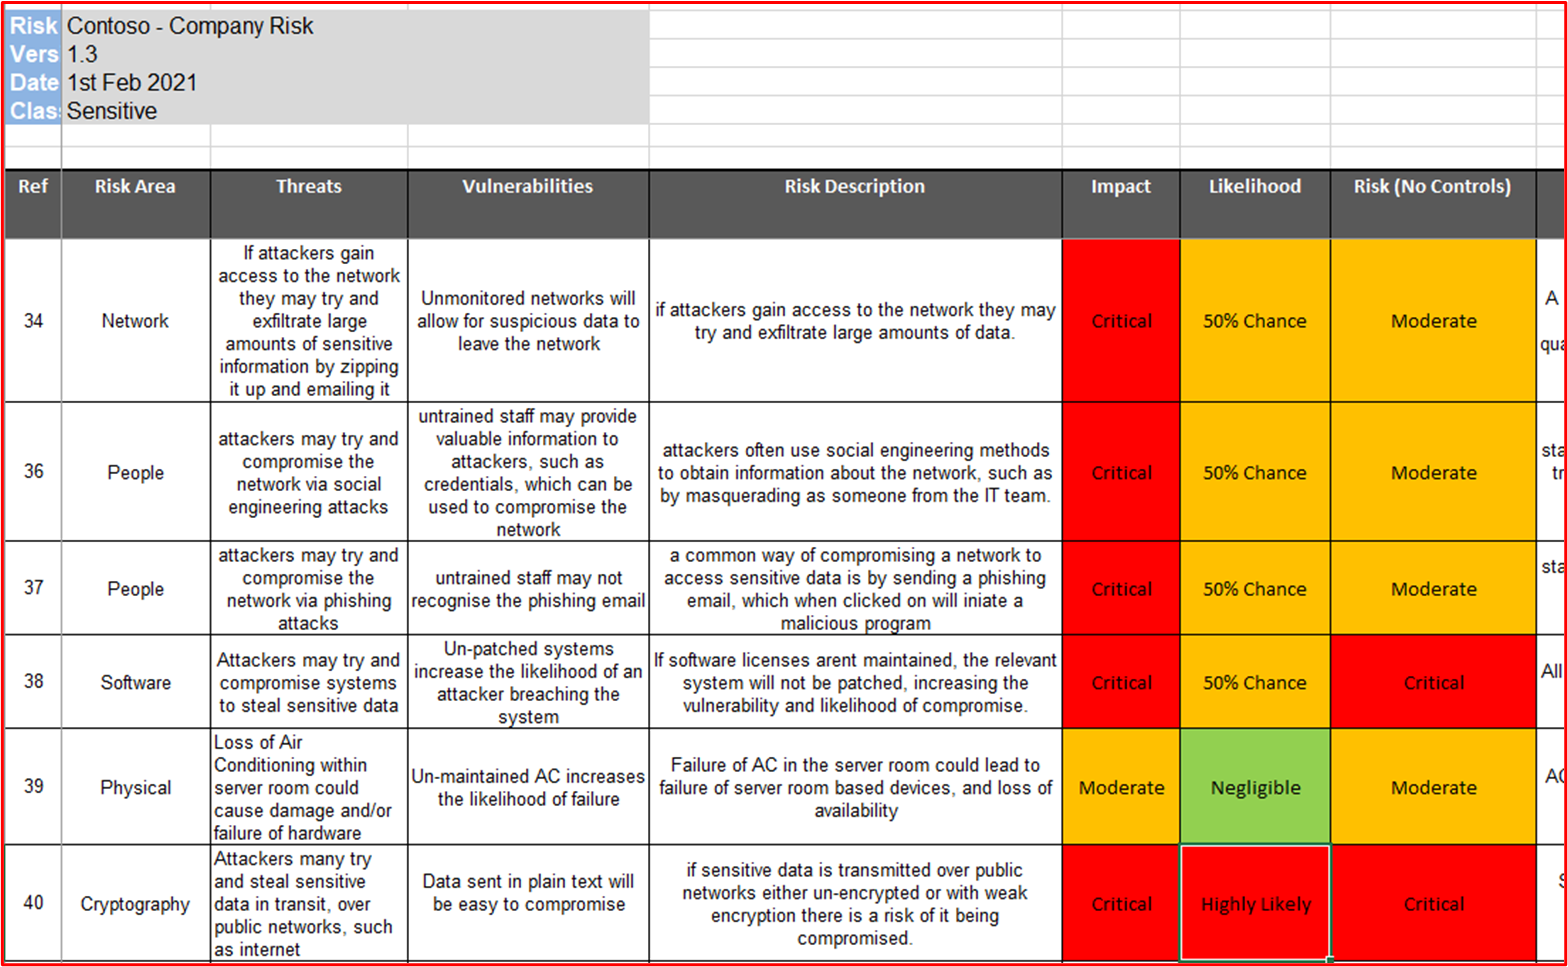 Risk Contoso - Company Risk
Vers 1.3
Date 1st Feb 2021
Clas Sensitive
Ref Risk Area Threats Vulnerabilities Risk Description Impact Likelihood Risk (No Controls)
34
Network
If attackers gain
access to the network
they may try and
exfiltrate large
amounts of sensitive
information by zipping
it up and emailing it
Unmonitored networks will
allow for suspicious data to
leave the network
if attackers gain access to the network they may
try and exfiltrate large amounts of data.
Critical
50% Chance
Moderate
A
qua
36
People
attackers may try and
compromise the
network via social
engineering attacks
untrained staff may provide
valuable information to
attackers, such as
credentials, which can be
used to compromise the
network
attackers often use social engineering methods
to obtain information about the network, such as
by masquerading as someone from the IT team.
Critical
50% Chance
Moderate
sta
tr
37
People
attackers may try and
compromise the
network via phishing
attacks
untrained staff may not
recognise the phishing email
a common way of compromising a network to
access sensitive data is by sending a phishing
email, which when clicked on will iniate a
malicious program
Critical
50% Chance
Moderate
sta
38
Software
Attackers may try and
compromise systems
to steal sensitive data
Un-patched systems
increase the likelihood of an
attacker breaching the
system
If software licenses arent maintained, the relevant
system will not be patched, increasing the
vulnerability and likelihood of compromise.
Critical
50% Chance
Critical
All
39
Physical
Loss of Air
Conditioning within
server room could
cause damage and/or
failure of hardware
Un-maintained AC increases
the likelihood of failure
Failure of AC in the server room could lead to
failure of server room based devices, and loss of
availability
Moderate
Negligible
Moderate
AC
40
Cryptography
Attackers many try
and steal sensitive
data in transit, over
public networks, such
as internet
Data sent in plain text will
be easy to compromise
if sensitive data is transmitted over public
networks either un-encrypted or with weak
encryption there is a risk of it being
compromised.
Critical
Highly Likely
Critical